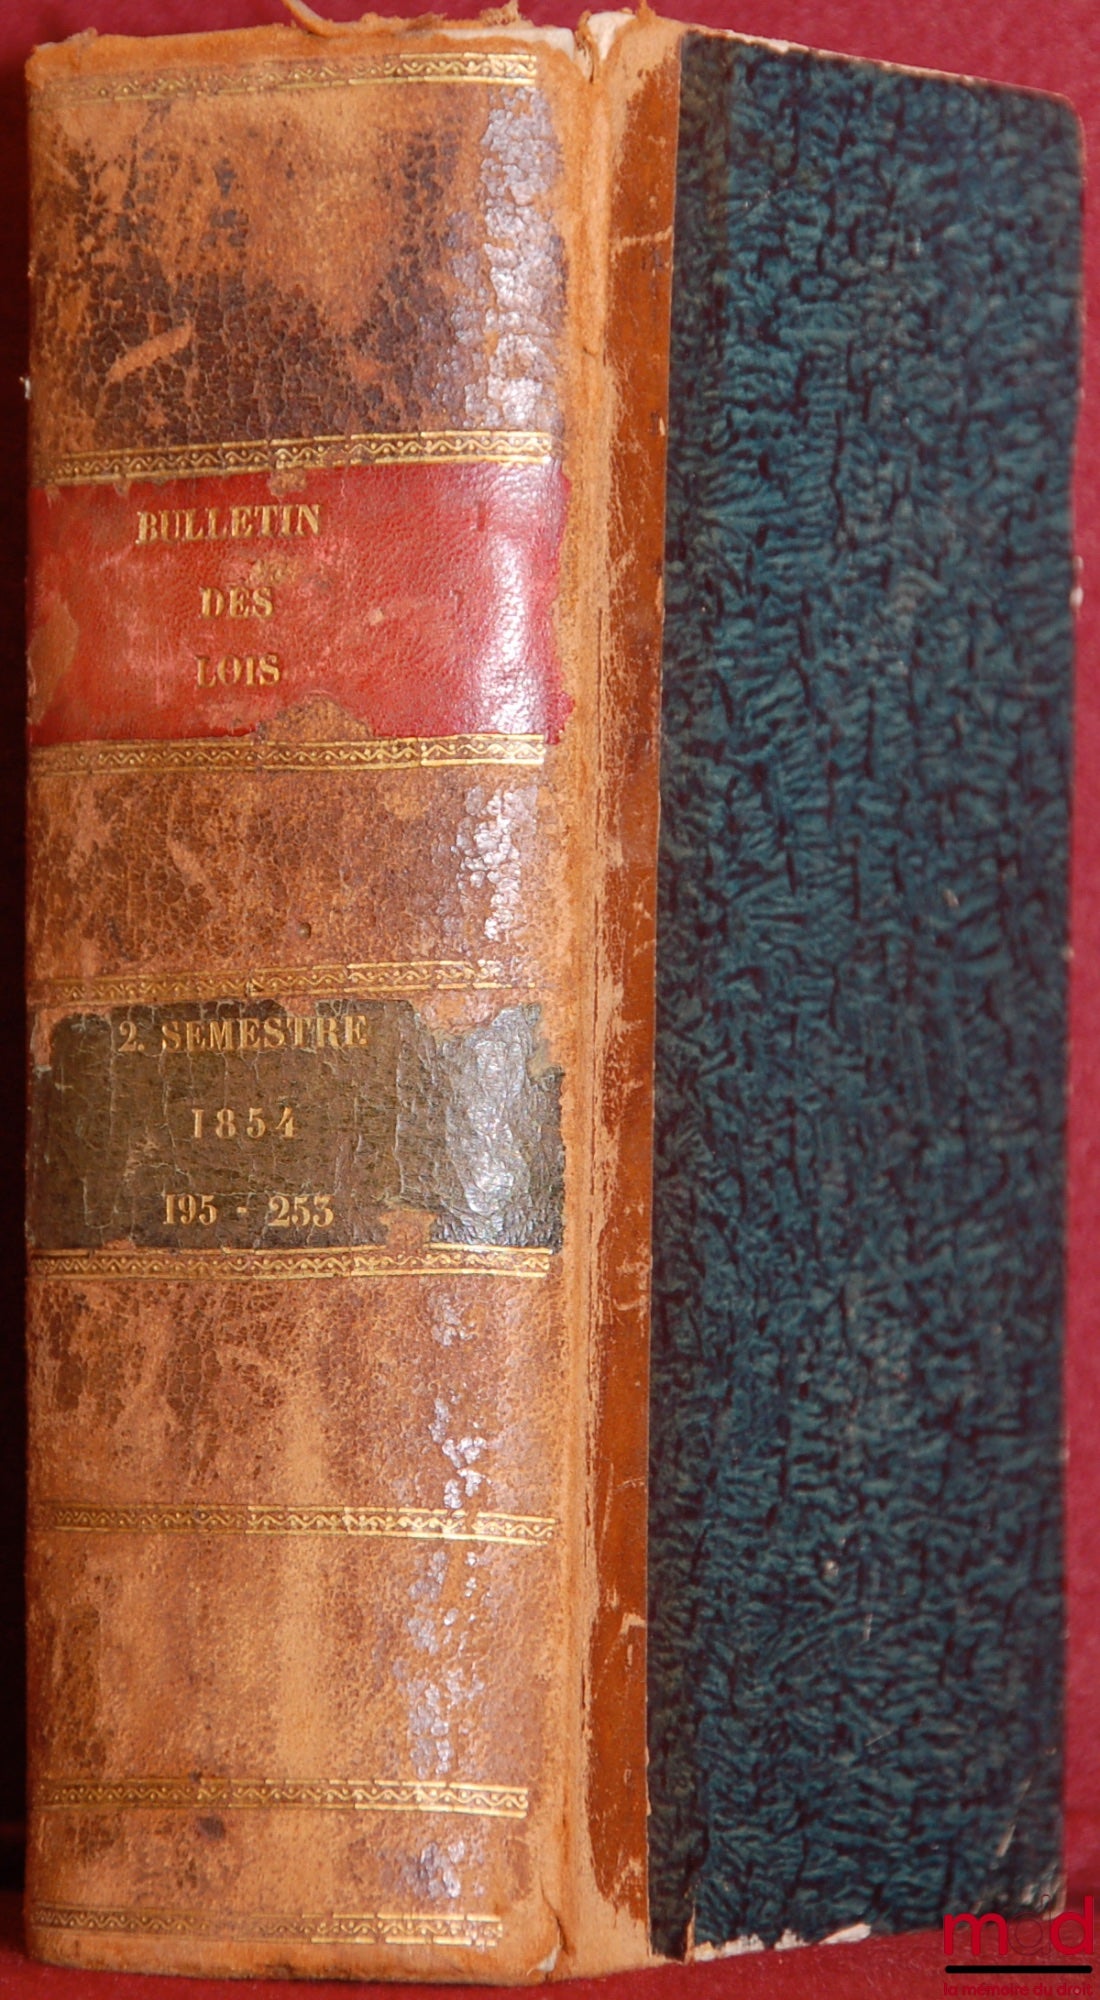 BULLETIN
DES
LOIS
2. SEMESTRE
1854
195 - 253
mdd
la mémoire du droit